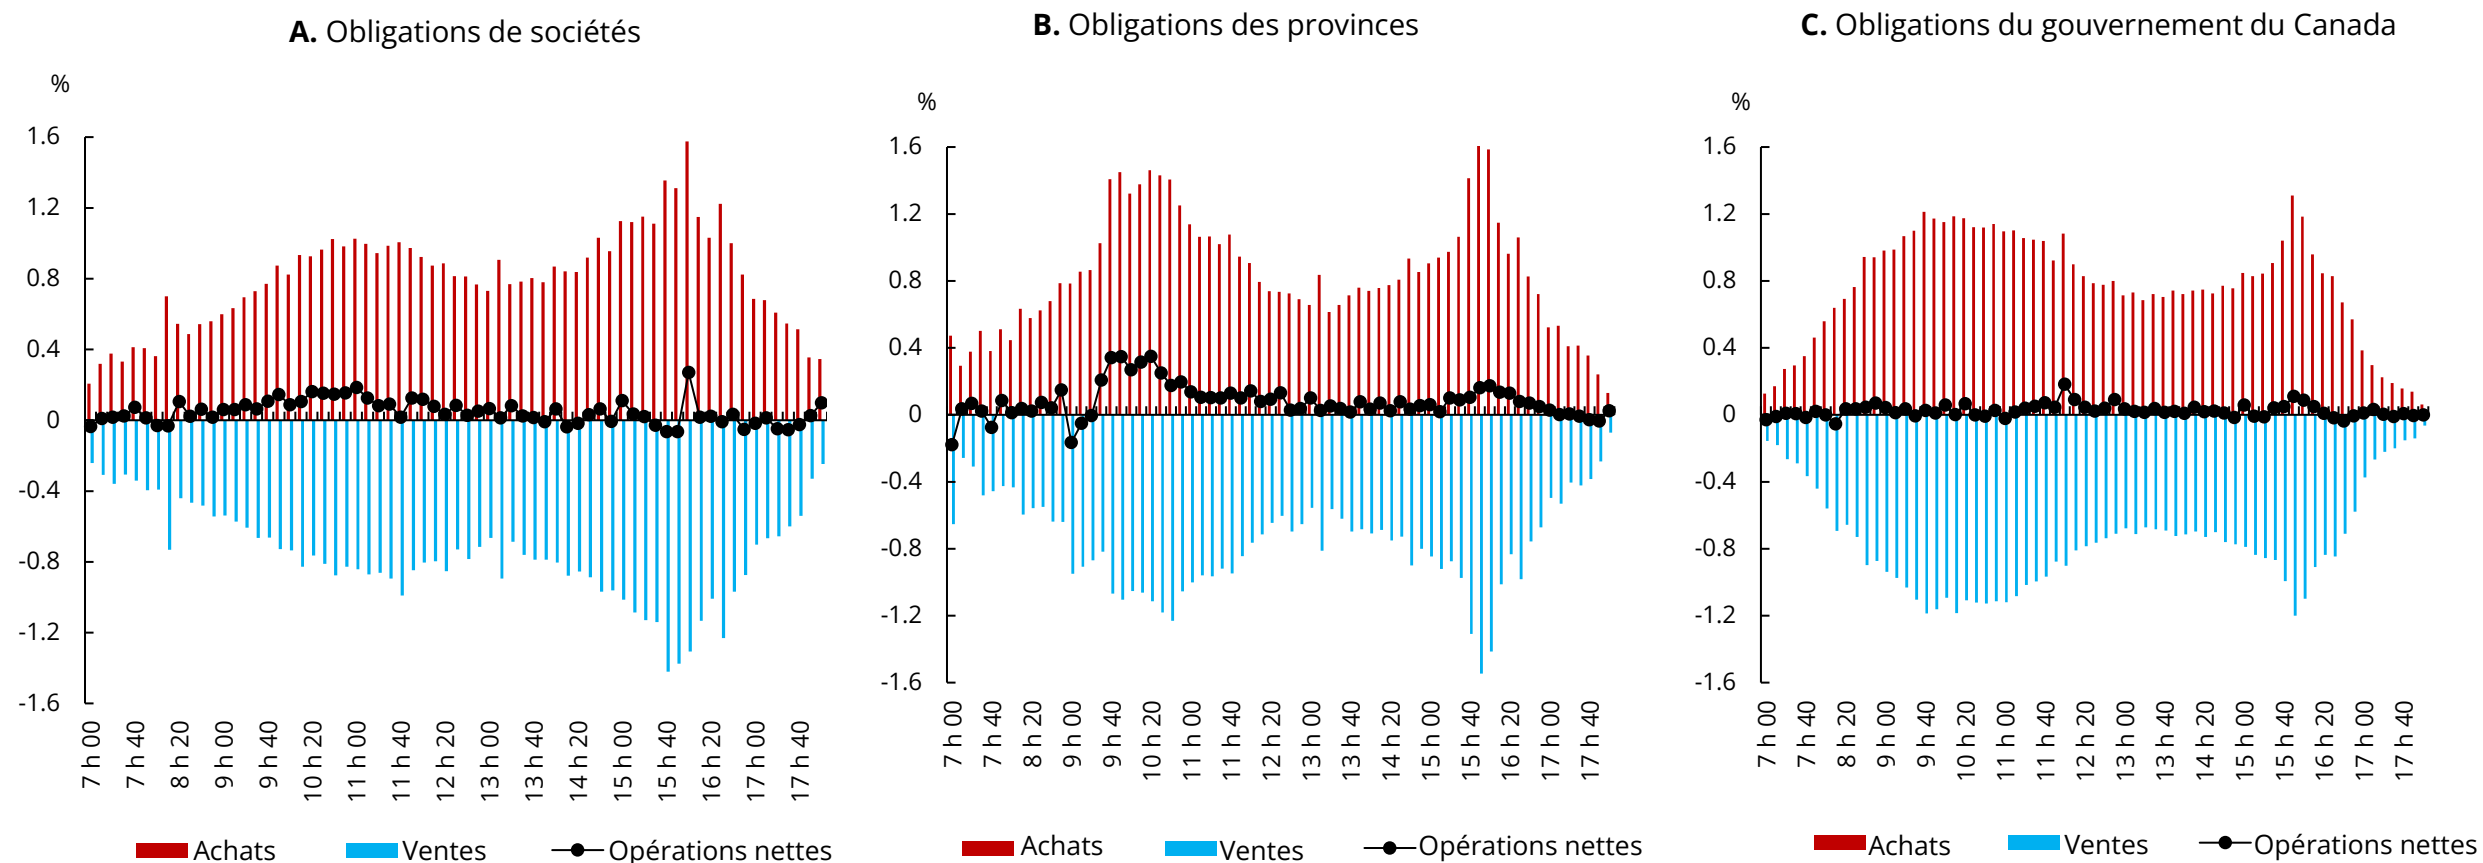 A. Obligations de sociétés
%
1.6
1.2
0.8
0.4
0
-0.4
-0.8
-1.2
-1.6
7 h 00
7 h 40
8 h 20
9 h 00
9 h 40
10 h 20
11 h 00
11 h 40
12 h 20
13 h 00
13 h 40
14 h 20
15 h 00
15 h 40
16 h 20
17 h 00
17 h 40
Achats
Ventes
Opérations nettes
B. Obligations des provinces
%
1.6
1.2
0.8
0.4
0
-0.4
-0.8
-1.2
-1.6
7 h 00
7 h 40
8 h 20
9 h 00
9 h 40
10 h 20
11 h 00
11 h 40
12 h 20
13 h 00
13 h 40
14 h 20
15 h 00
15 h 40
16 h 20
17 h 00
17 h 40
Achats
Ventes
Opérations nettes
C. Obligations du gouvernement du Canada
%
1.6
1.2
0.8
0.4
0
-0.4
-0.8
-1.2
-1.6
7 h 00
7 h 40
8 h 20
9 h 00
9 h 40
10 h 20
11 h 00
11 h 40
12 h 20
13 h 00
13 h 40
14 h 20
15 h 00
15 h 40
16 h 20
17 h 00
17 h 40
Achats
Ventes
Opérations nettes